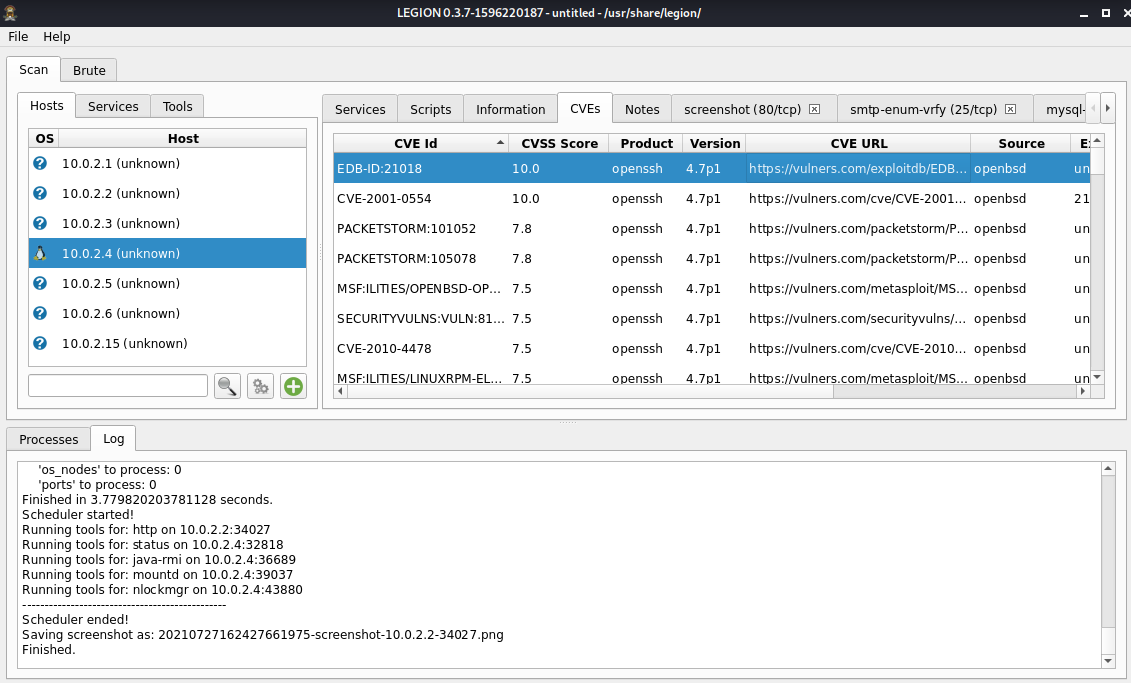 LEGION 0.3.7-1596220187 - untitled - /usr/share/legion/
File Help
Scan Brute
Hosts Services Tools
OS Host
10.0.2.1 (unknown)
10.0.2.2 (unknown)
10.0.2.3 (unknown)
10.0.2.4 (unknown)
10.0.2.5 (unknown)
10.0.2.6 (unknown)
10.0.2.15 (unknown)
Services Scripts Information CVEs Notes screenshot (80/tcp) smtp-enum-vrfy (25/tcp) mysql-
CVE Id CVSS Score Product Version CVE URL Source E
EDB-ID:21018 10.0 openssh 4.7p1 https://vulners.com/exploitdb/EDB... openbsd un
CVE-2001-0554 10.0 openssh 4.7p1 https://vulners.com/cve/CVE-2001... openbsd 21
PACKETSTORM:101052 7.8 openssh 4.7p1 https://vulners.com/packetstorm/P... openbsd un
PACKETSTORM:105078 7.8 openssh 4.7p1 https://vulners.com/packetstorm/P... openbsd un
MSF:ILITIES/OPENBSD-OP... 7.5 openssh 4.7p1 https://vulners.com/metasploit/MS... openbsd un
SECURITYVULNS:VULN:81... 7.5 openssh 4.7p1 https://vulners.com/securityvulns/... openbsd un
CVE-2010-4478 7.5 openssh 4.7p1 https://vulners.com/cve/CVE-2010... openbsd un
MSF:ILITIES/LINUXRPM-EL... 7.5 openssh 4.7p1 https://vulners.com/metasploit/MS... openbsd un
Processes Log
'os_nodes' to process: 0
'ports' to process: 0
Finished in 3.779820203781128 seconds.
Scheduler started!
Running tools for: http on 10.0.2.2:34027
Running tools for: status on 10.0.2.4:32818
Running tools for: java-rmi on 10.0.2.4:36689
Running tools for: mountd on 10.0.2.4:39037
Running tools for: nlockmgr on 10.0.2.4:43880
-----------------------------------------------
Scheduler ended!
Saving screenshot as: 20210727162427661975-screenshot-10.0.2.2-34027.png
Finished.